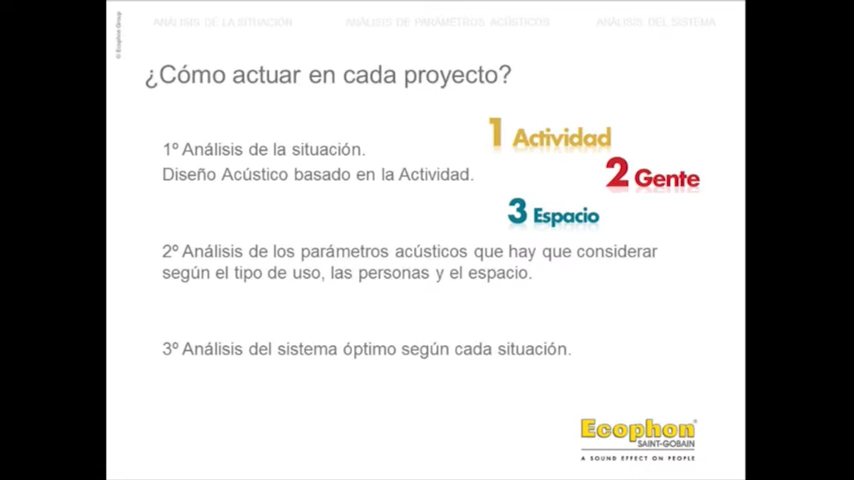 © Ecophon Group
ANÁLISIS DE LA SITUACIÓN ANÁLISIS DE PARÁMETROS ACÚSTICOS ANÁLISIS DEL SISTEMA
¿Cómo actuar en cada proyecto?
1 Actividad
1º Análisis de la situación.
Diseño Acústico basado en la Actividad.
2 Gente
3 Espacio
2º Análisis de los parámetros acústicos que hay que considerar
según el tipo de uso, las personas y el espacio.
3º Análisis del sistema óptimo según cada situación.
Ecophon®
SAINT-GOBAIN
A SOUND EFFECT ON PEOPLE